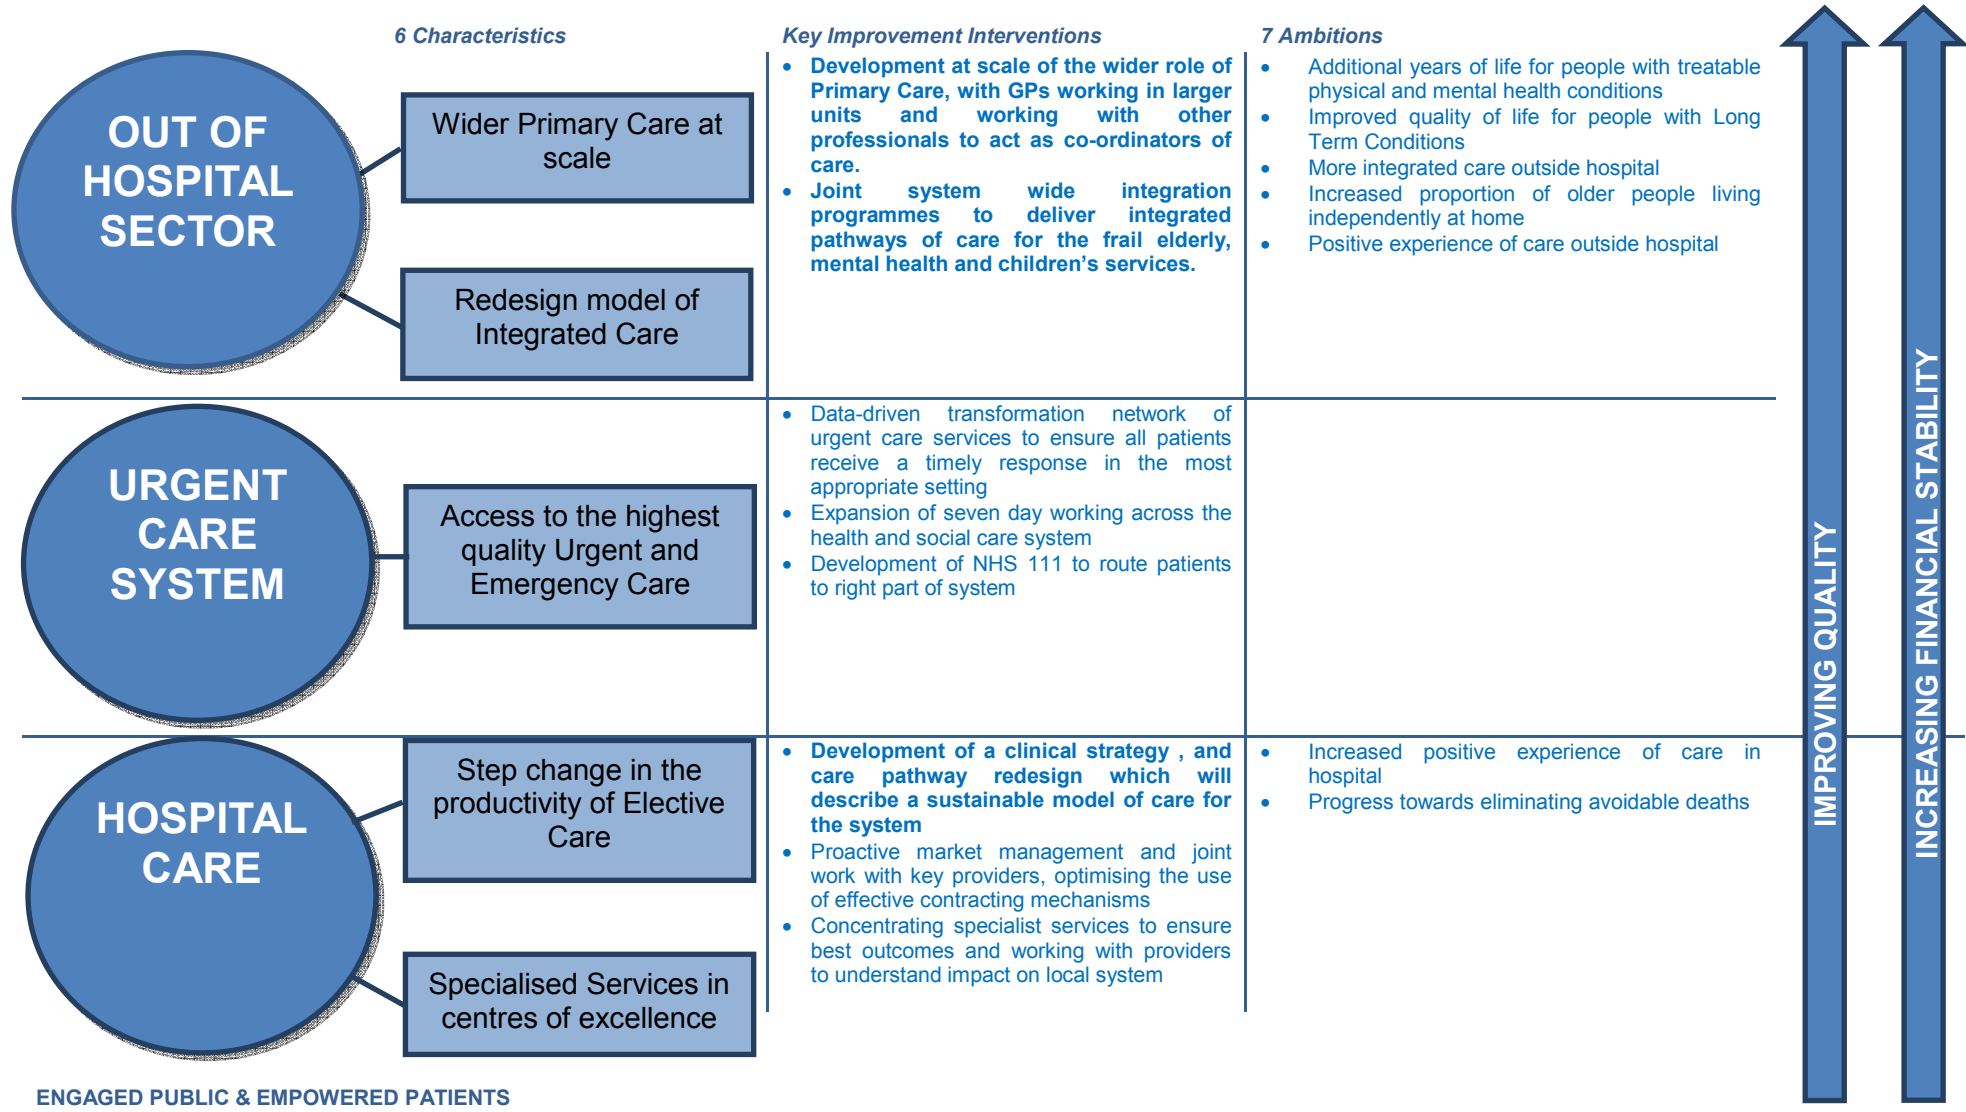 6 Characteristics
Key Improvement Interventions
7 Ambitions
OUT OF
HOSPITAL
SECTOR
Wider Primary Care at
scale
Redesign model of
Integrated Care
• Development at scale of the wider role of
Primary Care, with GPs working in larger
units and working with other
professionals to act as co-ordinators of
care.
• Joint system wide integration
programmes to deliver integrated
pathways of care for the frail elderly,
mental health and children’s services.
• Additional years of life for people with treatable
physical and mental health conditions
• Improved quality of life for people with Long
Term Conditions
• More integrated care outside hospital
• Increased proportion of older people living
independently at home
• Positive experience of care outside hospital
URGENT
CARE
SYSTEM
Access to the highest
quality Urgent and
Emergency Care
• Data-driven transformation network of
urgent care services to ensure all patients
receive a timely response in the most
appropriate setting
• Expansion of seven day working across the
health and social care system
• Development of NHS 111 to route patients
to right part of system
HOSPITAL
CARE
Step change in the
productivity of Elective
Care
Specialised Services in
centres of excellence
• Development of a clinical strategy , and
care pathway redesign which will
describe a sustainable model of care for
the system
• Proactive market management and joint
work with key providers, optimising the use
of effective contracting mechanisms
• Concentrating specialist services to ensure
best outcomes and working with providers
to understand impact on local system
• Increased positive experience of care in
hospital
• Progress towards eliminating avoidable deaths
IMPROVING QUALITY
INCREASING FINANCIAL STABILITY
ENGAGED PUBLIC & EMPOWERED PATIENTS